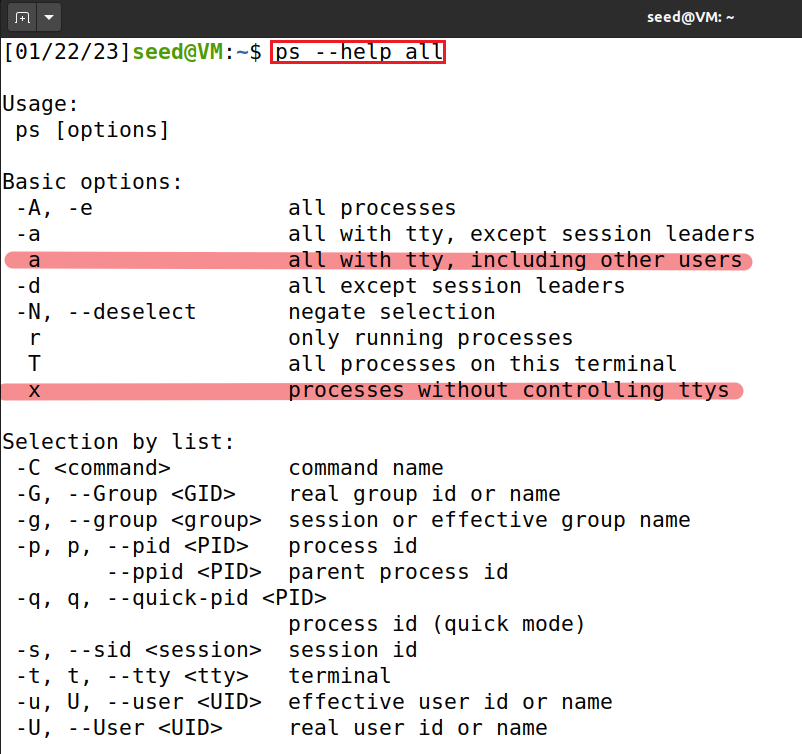 seed@VM: ~
[01/22/23]seed@VM:~$ ps --help all
Usage:
 ps [options]
Basic options:
 -A, -e               all processes
 -a                   all with tty, except session leaders
  a                   all with tty, including other users
 -d                   all except session leaders
 -N, --deselect       negate selection
  r                   only running processes
  T                   all processes on this terminal
  x                   processes without controlling ttys
Selection by list:
 -C <command>         command name
 -G, --Group <GID>    real group id or name
 -g, --group <group>  session or effective group name
 -p, p, --pid <PID>   process id
        --ppid <PID>  parent process id
 -q, q, --quick-pid <PID>
                      process id (quick mode)
 -s, --sid <session>  session id
 -t, t, --tty <tty>   terminal
 -u, U, --user <UID>  effective user id or name
 -U, --User <UID>     real user id or name